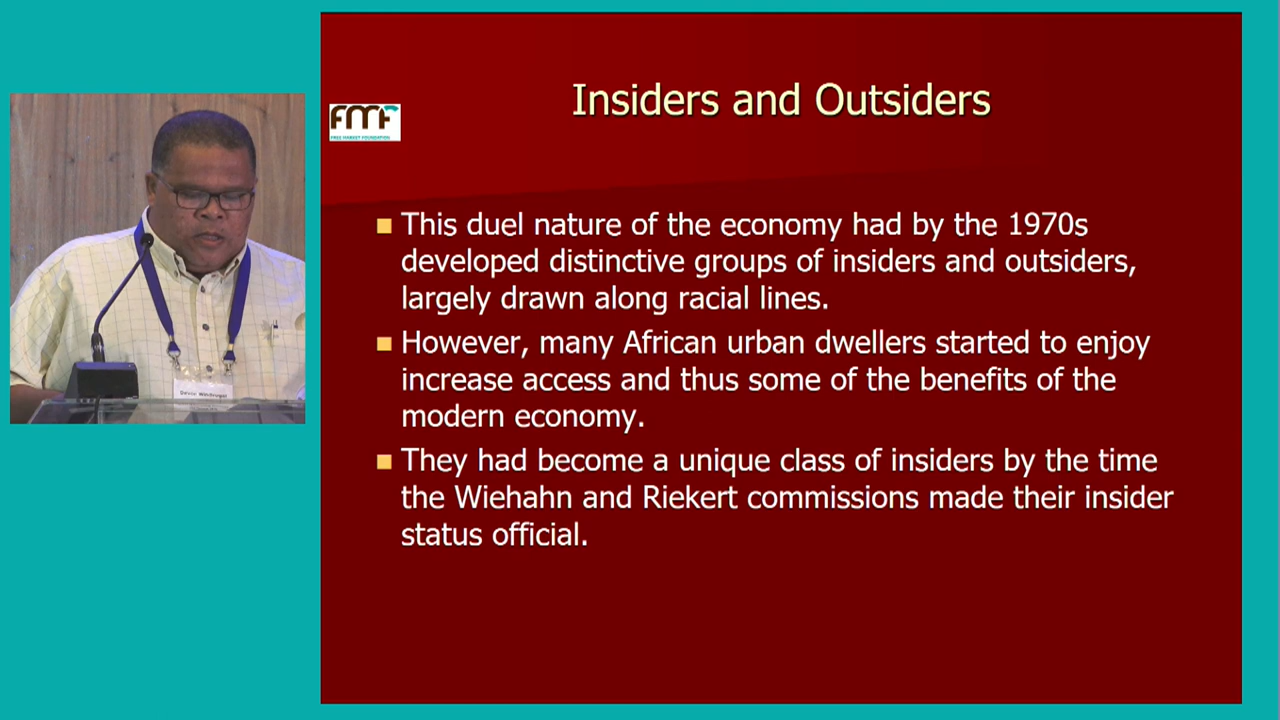 FMF
FREE MARKET FOUNDATION
Insiders and Outsiders
This duel nature of the economy had by the 1970s
developed distinctive groups of insiders and outsiders,
largely drawn along racial lines.
However, many African urban dwellers started to enjoy
increase access and thus some of the benefits of the
modern economy.
They had become a unique class of insiders by the time
the Wiehahn and Riekert commissions made their insider
status official.